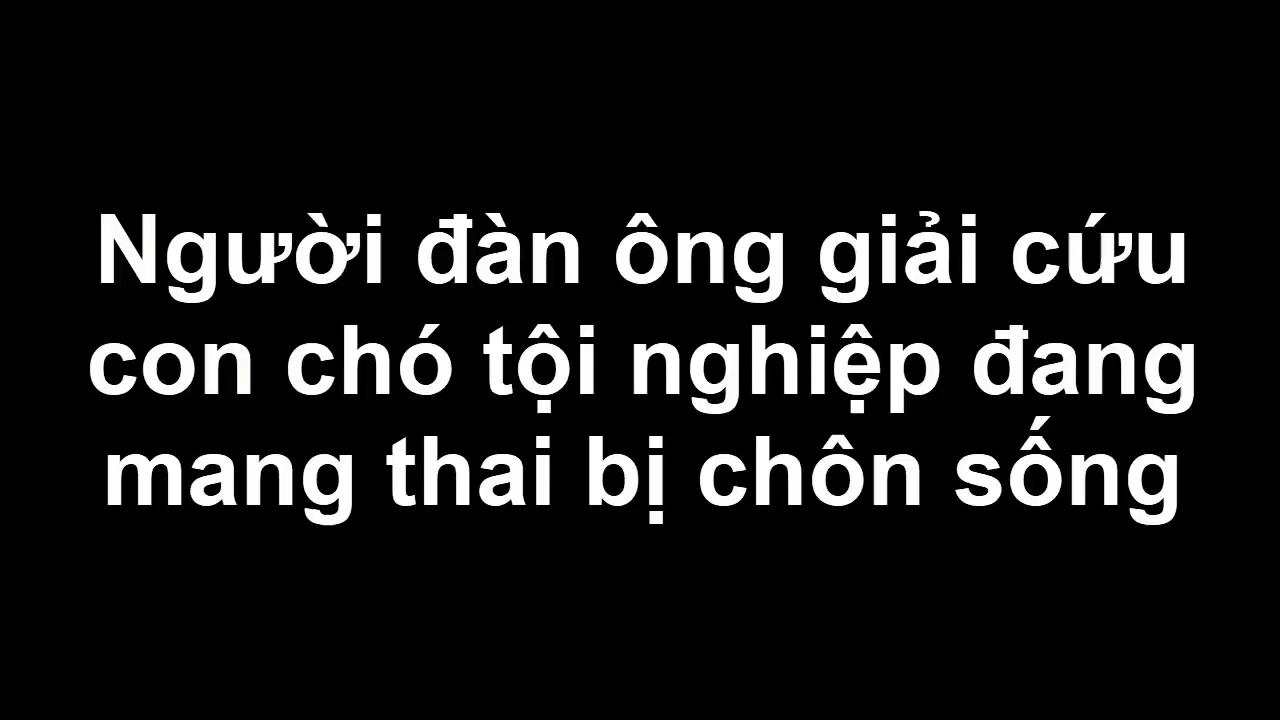 Người đàn ông giải cứu
con chó tội nghiệp đang
mang thai bị chôn sống